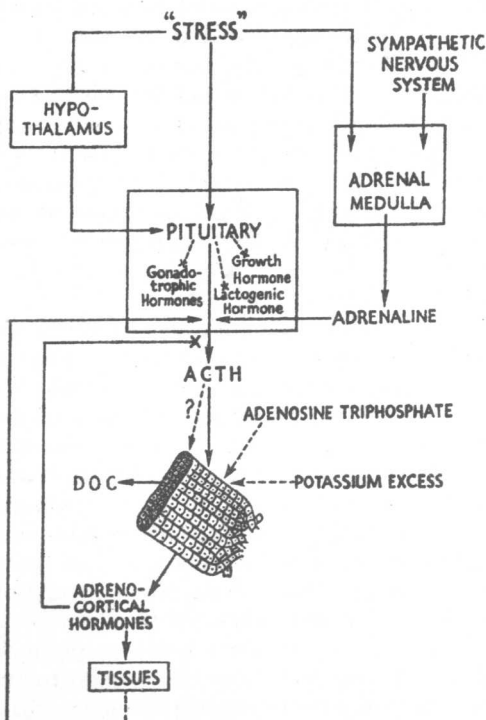 "STRESS"
SYMPATHETIC
NERVOUS
SYSTEM
HYPO-
THALAMUS
ADRENAL
MEDULLA
PITUITARY
Gonado-
trophic
Hormones
Growth
Hormone
Lactogenic
Hormone
ADRENALINE
X
ACTH
?
ADENOSINE TRIPHOSPHATE
DOC
POTASSIUM EXCESS
ADRENO-
CORTICAL
HORMONES
TISSUES